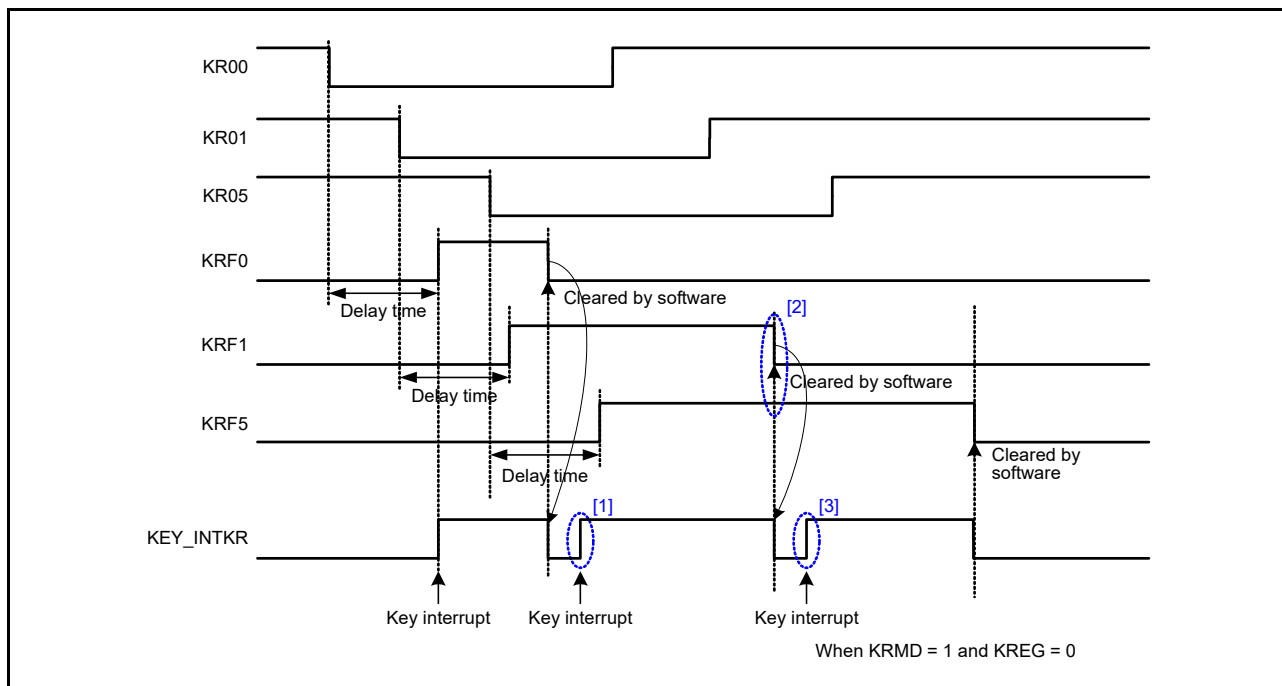 KR00
KR01
KR05
KRF0
Cleared by software
Delay time
[2]
KRF1
Cleared by software
Delay time
KRF5
Cleared by
software
Delay time
[1]
[3]
KEY_INTKR
Key interrupt
Key interrupt
Key interrupt
When KRMD = 1 and KREG = 0